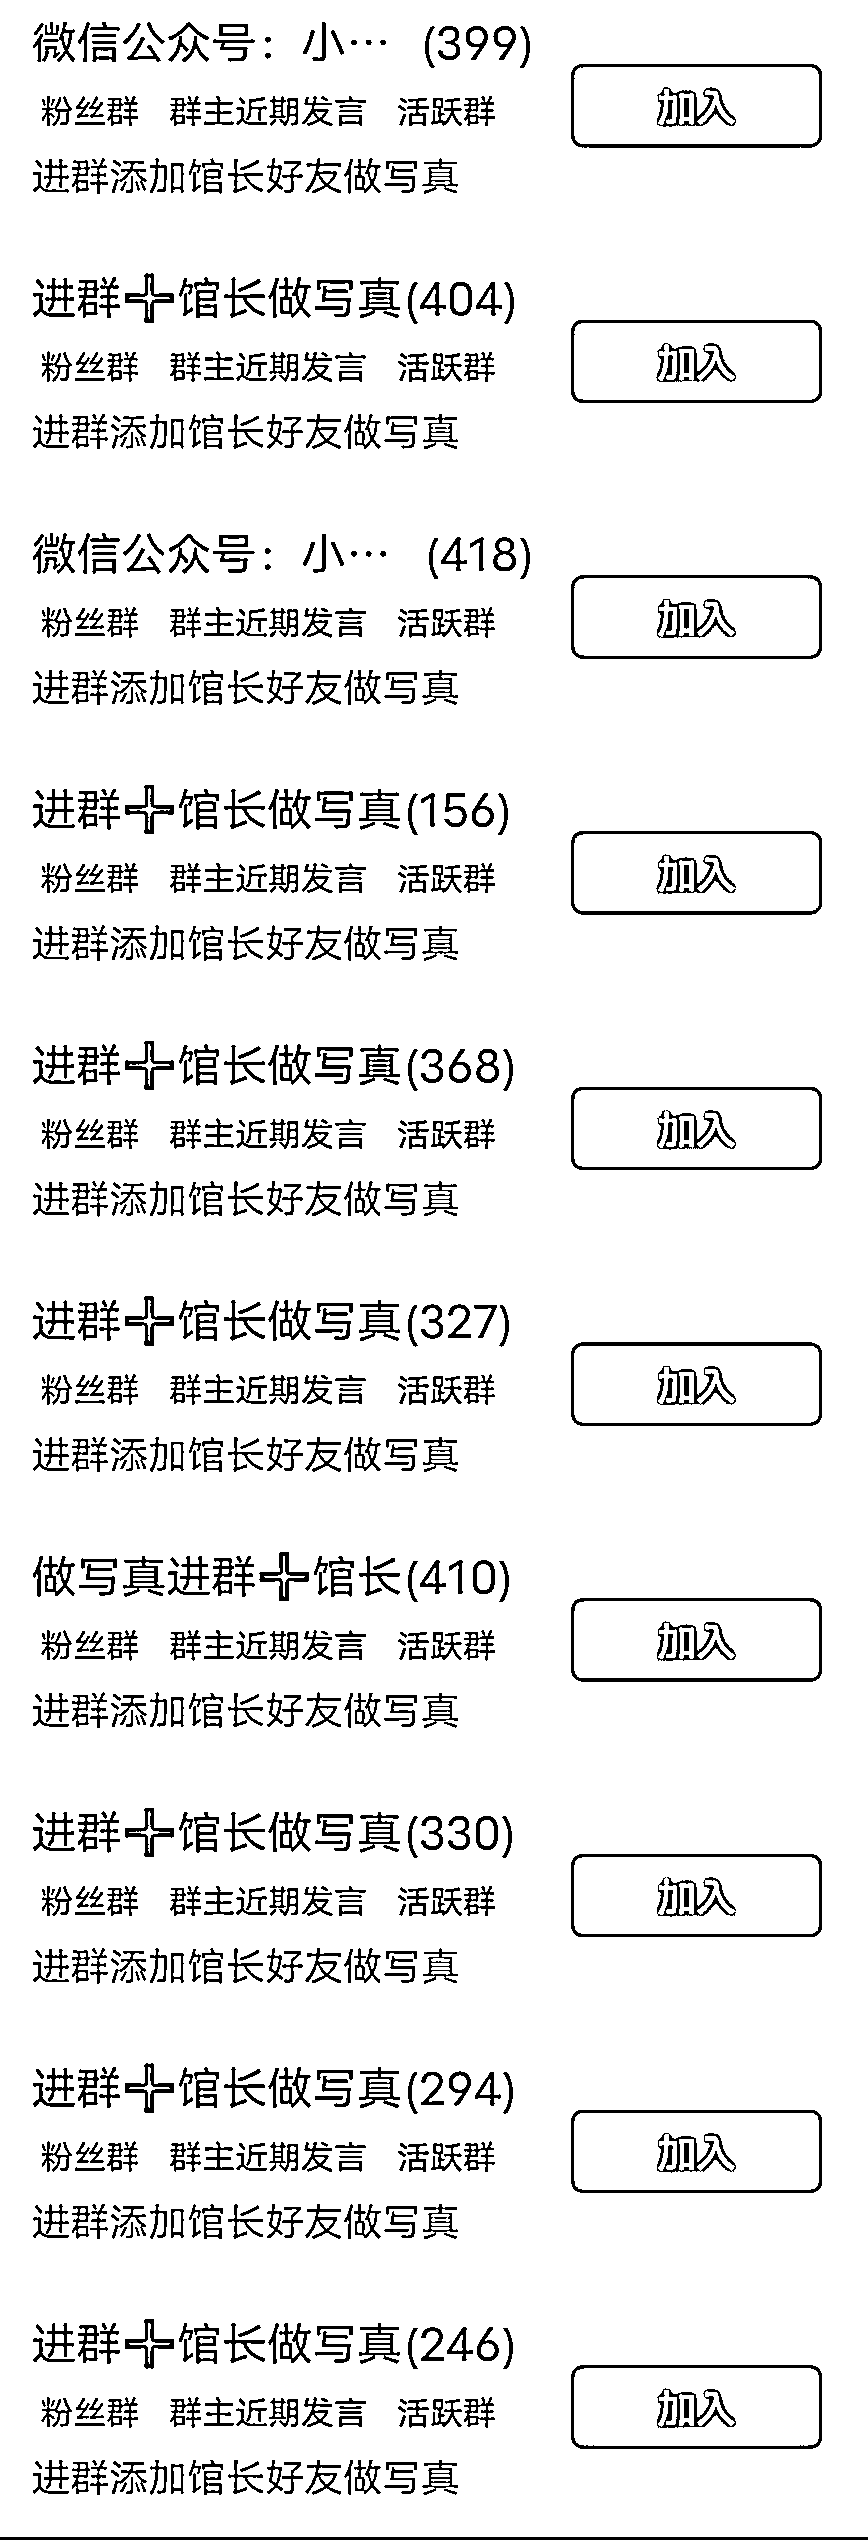 微信公众号：小… (399)
粉丝群 群主近期发言 活跃群
加入
进群添加馆长好友做写真
进群➕馆长做写真(404)
粉丝群 群主近期发言 活跃群
加入
进群添加馆长好友做写真
微信公众号：小… (418)
粉丝群 群主近期发言 活跃群
加入
进群添加馆长好友做写真
进群➕馆长做写真(156)
粉丝群 群主近期发言 活跃群
加入
进群添加馆长好友做写真
进群➕馆长做写真(368)
粉丝群 群主近期发言 活跃群
加入
进群添加馆长好友做写真
进群➕馆长做写真(327)
粉丝群 群主近期发言 活跃群
加入
进群添加馆长好友做写真
做写真进群➕馆长(410)
粉丝群 群主近期发言 活跃群
加入
进群添加馆长好友做写真
进群➕馆长做写真(330)
粉丝群 群主近期发言 活跃群
加入
进群添加馆长好友做写真
进群➕馆长做写真(294)
粉丝群 群主近期发言 活跃群
加入
进群添加馆长好友做写真
进群➕馆长做写真(246)
粉丝群 群主近期发言 活跃群
加入
进群添加馆长好友做写真